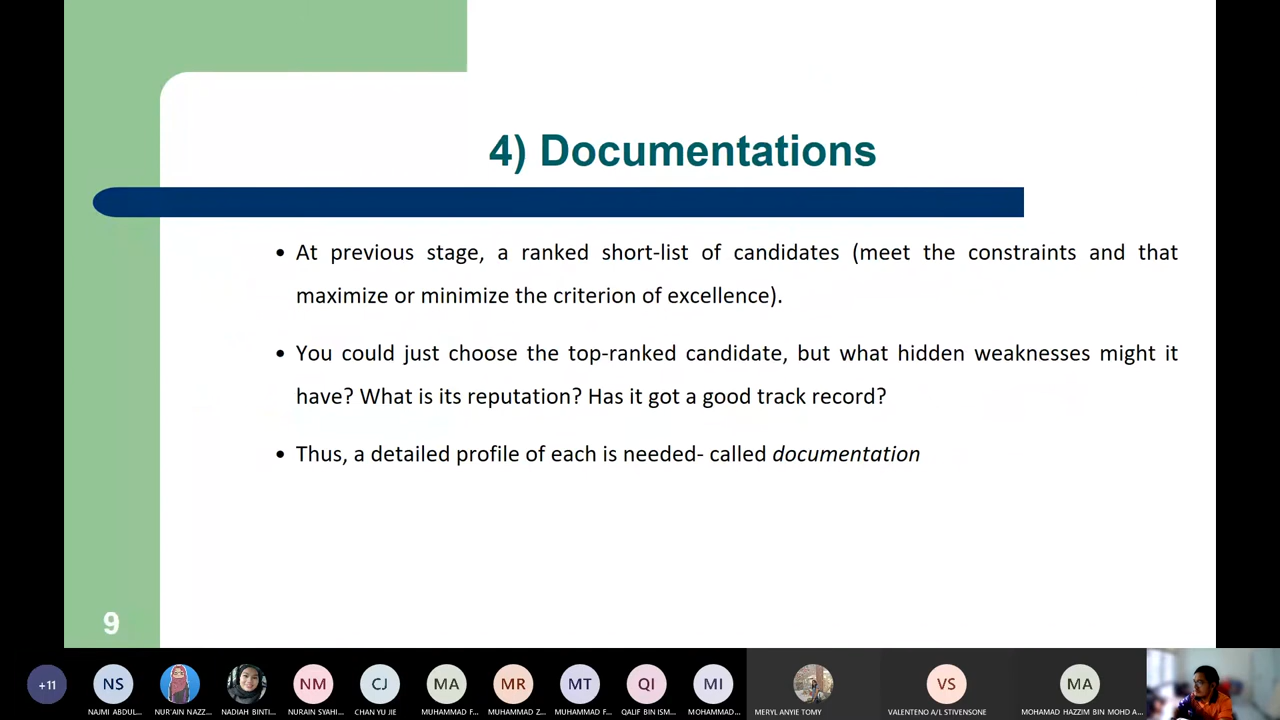 4) Documentations
• At previous stage, a ranked short-list of candidates (meet the constraints and that
maximize or minimize the criterion of excellence).
• You could just choose the top-ranked candidate, but what hidden weaknesses might it
have? What is its reputation? Has it got a good track record?
• Thus, a detailed profile of each is needed- called documentation
9
+11 NS NM CJ MA MR MT QI MI VS MA
NAJMI ABDUL... NUR'AIN NAZZ... NADIAH BINTI... NURAIN SYAHI... CHAN YU JIE MUHAMMAD F... MUHAMMAD Z... MUHAMMAD F... QALIF BIN ISM... MOHAMMAD... MERYL ANYIE TOMY VALENTENO A/L STIVENSONE MOHAMAD HAZZIM BIN MOHD A...